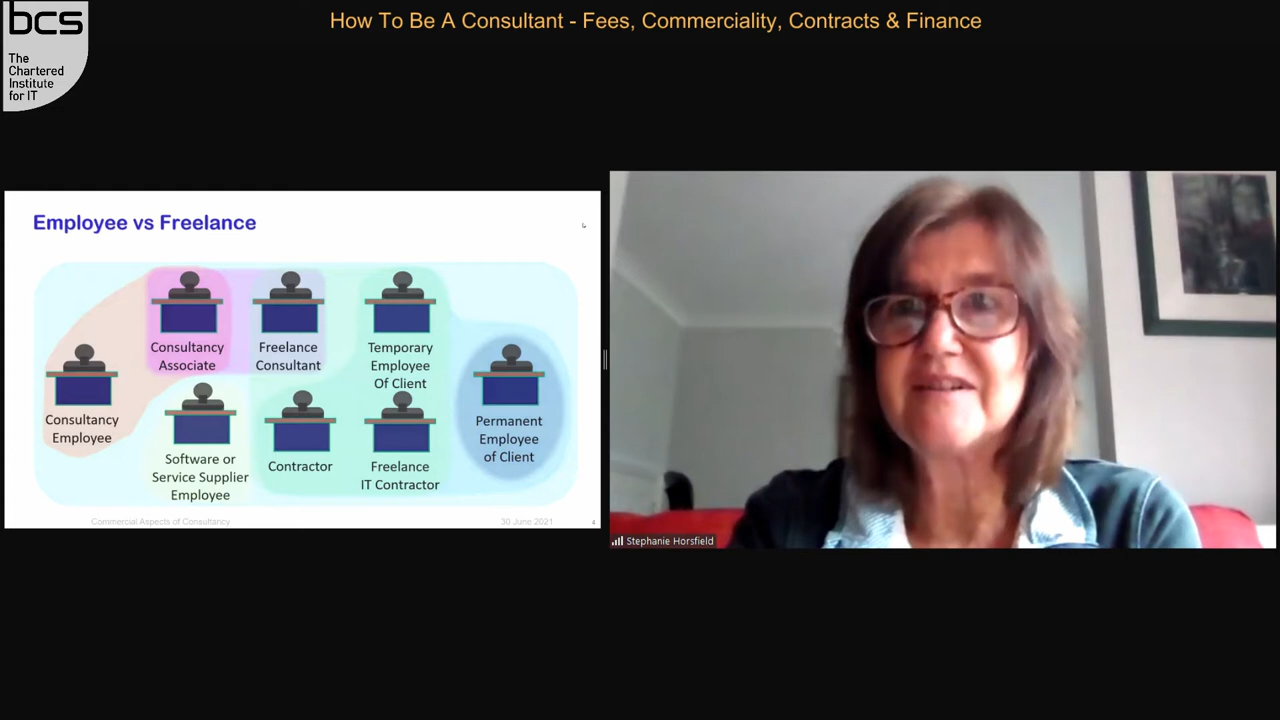 How To Be A Consultant - Fees, Commerciality, Contracts & Finance
bcs
The
Chartered
Institute
for IT
Employee vs Freelance
Consultancy
Associate
Freelance
Consultant
Temporary
Employee
Of Client
Consultancy
Employee
Software or
Service Supplier
Employee
Contractor
Freelance
IT Contractor
Permanent
Employee
of Client
Commercial Aspects of Consultancy
30 June 2021
4
Stephanie Horsfield